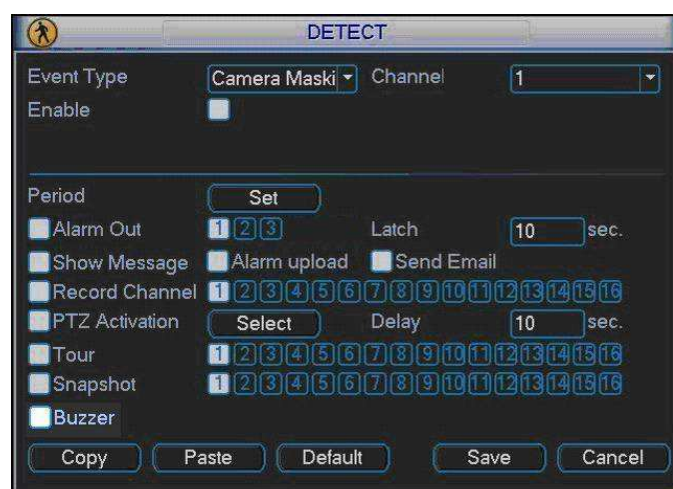 DETECT
Event Type Camera Maski Channel 1
Enable
Period Set
Alarm Out 1 2 3 Latch 10 sec.
Show Message Alarm upload Send Email
Record Channel 1 2 3 4 5 6 7 8 9 10 11 12 13 14 15 16
PTZ Activation Select Delay 10 sec.
Tour 1 2 3 4 5 6 7 8 9 10 11 12 13 14 15 16
Snapshot 1 2 3 4 5 6 7 8 9 10 11 12 13 14 15 16
Buzzer
Copy Paste Default Save Cancel